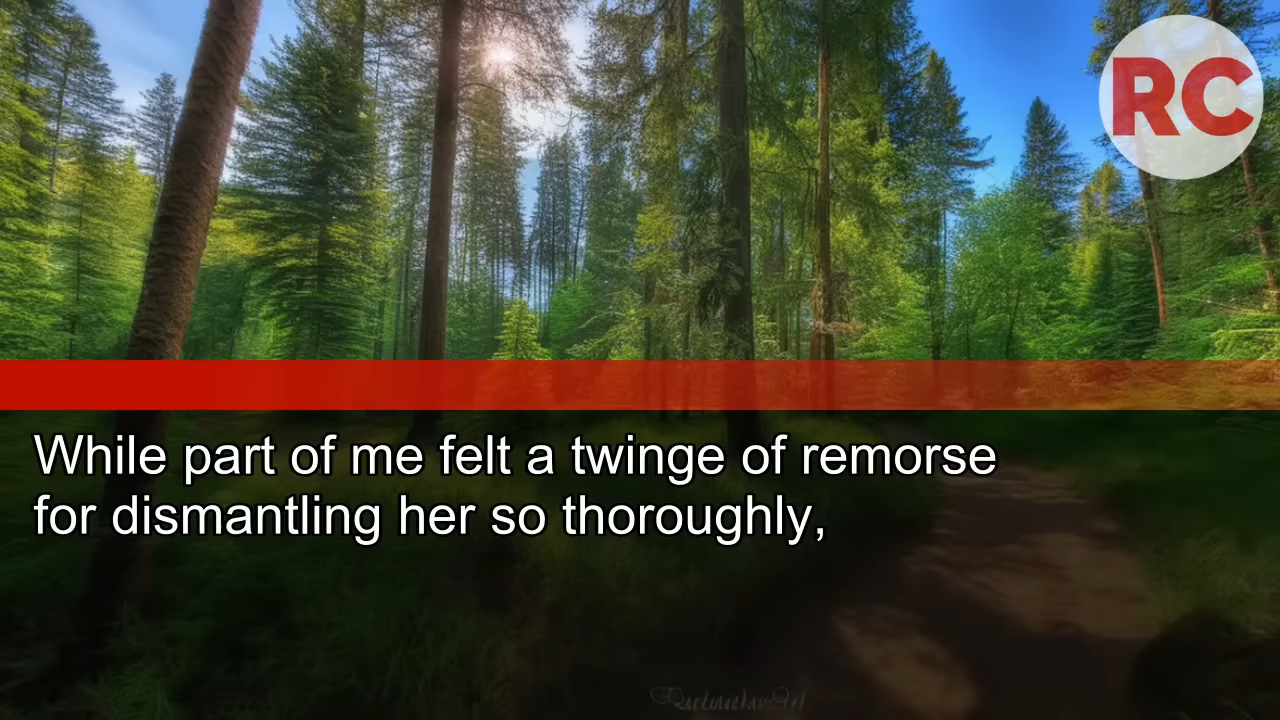 RC
While part of me felt a twinge of remorse
for dismantling her so thoroughly,